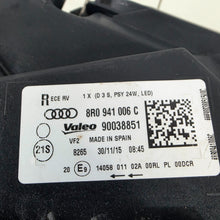 R ECE RV 1 X (D 3 S, PSY 24W, LED)
8R0 941 006 C
Valeo 90038851
VF2 MADE IN SPAIN
21S 8265 30/11/15 08:45
20 E9 14058 011 02A 00RL PL 00DCR